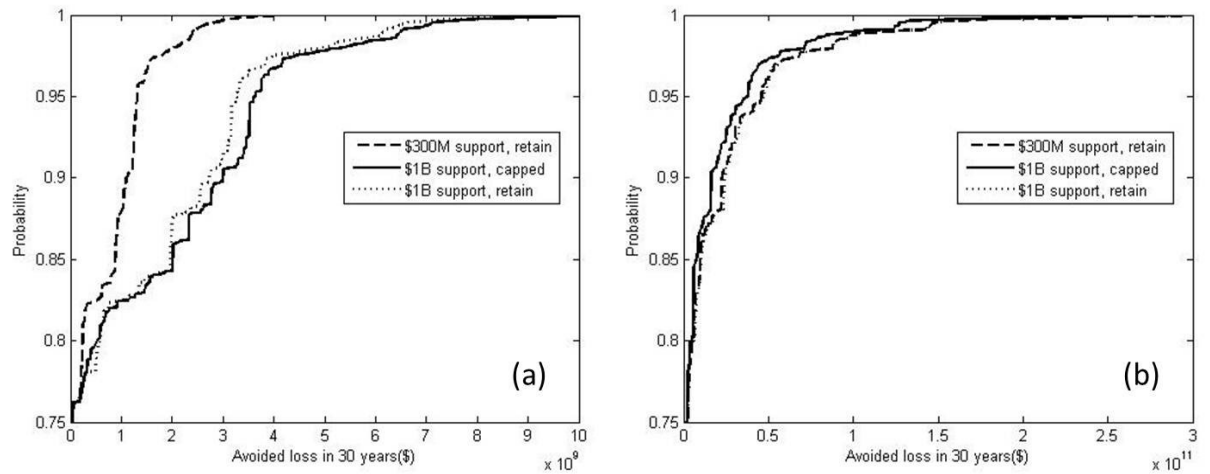 1
0.95
0.9
0.85
0.8
0.75
Probability
$300M support, retain
$1B support, capped
$1B support, retain
(a)
0 1 2 3 4 5 6 7 8 9 10
Avoided loss in 30 years($)
x 10^9
1
0.95
0.9
0.85
0.8
0.75
Probability
$300M support, retain
$1B support, capped
$1B support, retain
(b)
0 0.5 1 1.5 2 2.5 3
Avoided loss in 30 years($)
x 10^11